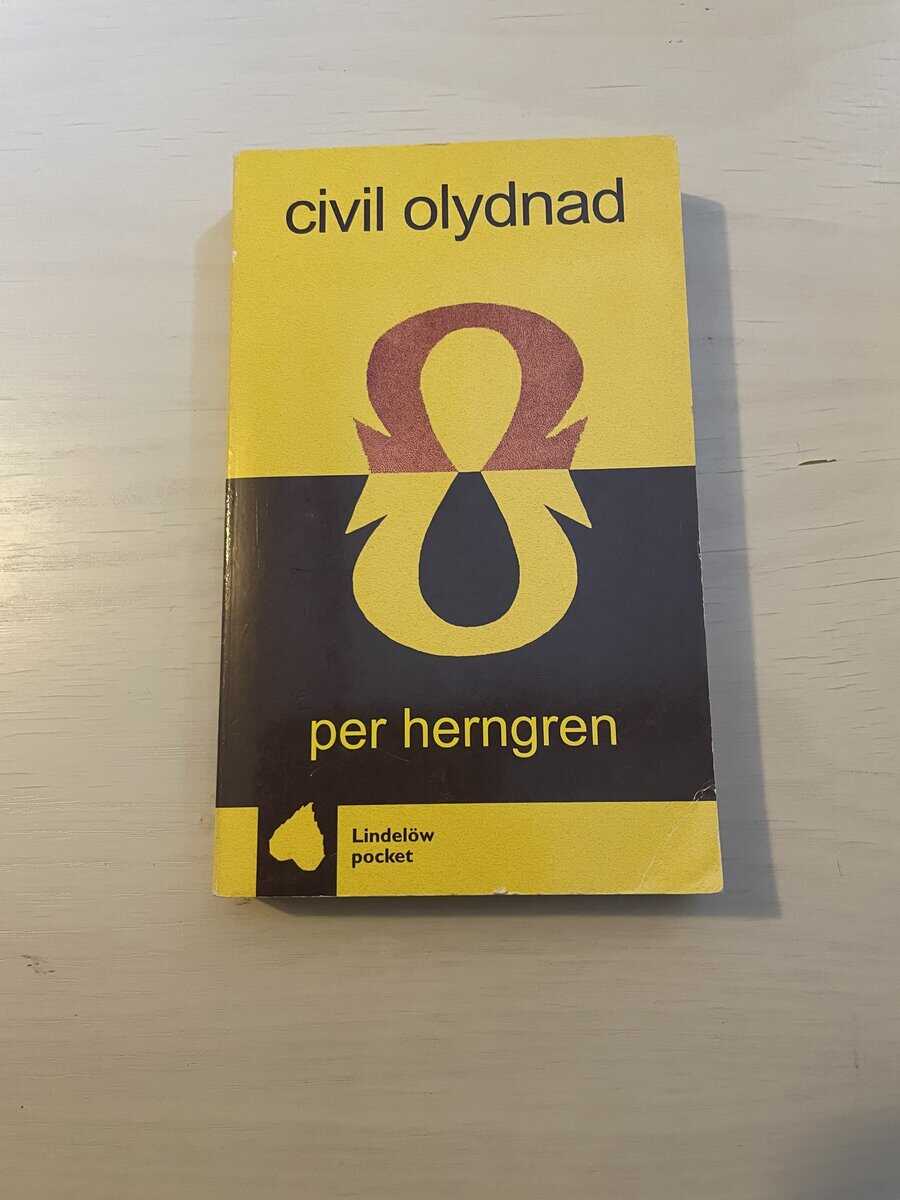 civil olydnad
per herngren
Lindelöw
pocket